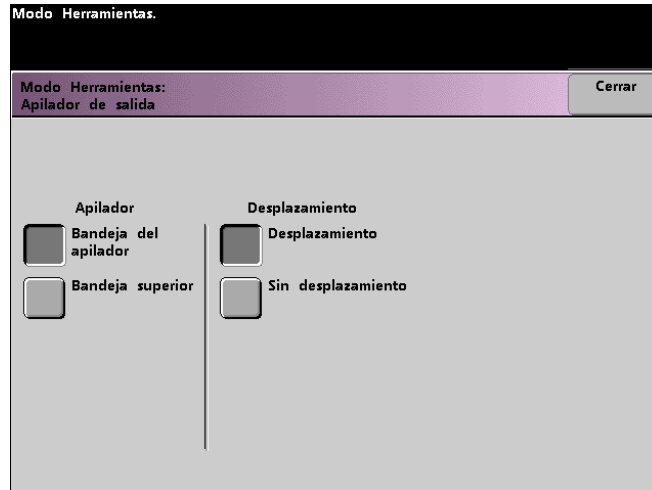 Modo Herramientas.
Modo Herramientas:
Apilador de salida
Cerrar
Apilador
Bandeja del
apilador
Bandeja superior
Desplazamiento
Desplazamiento
Sin desplazamiento